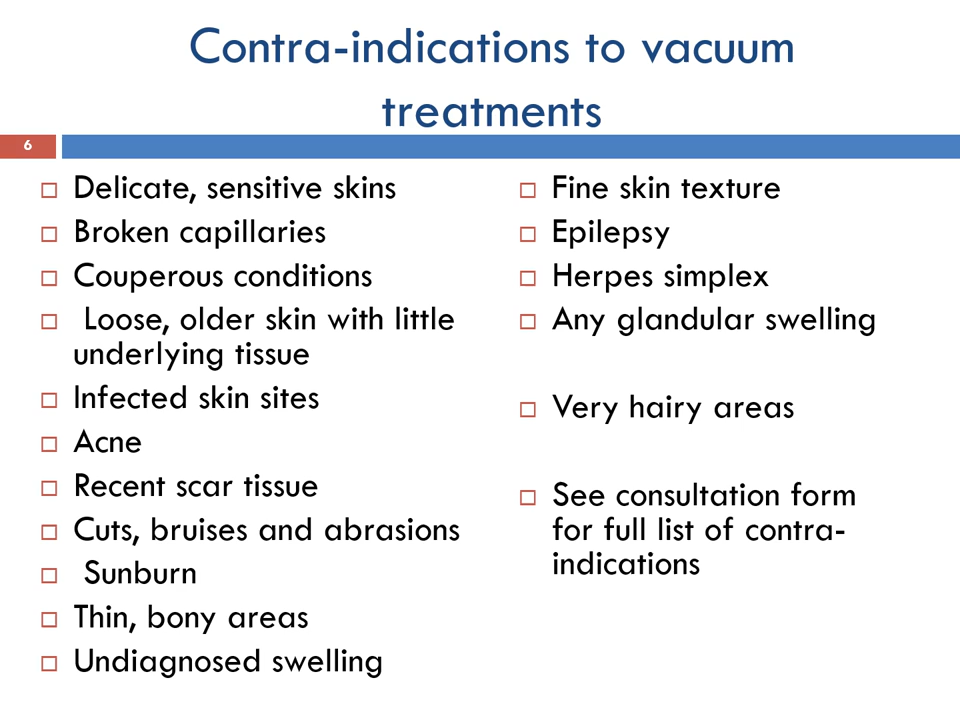 Contra-indications to vacuum
treatments
6
Delicate, sensitive skins
Broken capillaries
Couperous conditions
Loose, older skin with little
underlying tissue
Infected skin sites
Acne
Recent scar tissue
Cuts, bruises and abrasions
Sunburn
Thin, bony areas
Undiagnosed swelling
Fine skin texture
Epilepsy
Herpes simplex
Any glandular swelling
Very hairy areas
See consultation form
for full list of contra-
indications